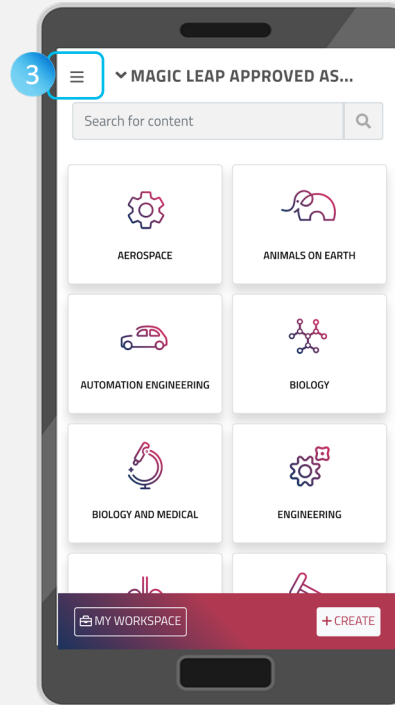 3
MAGIC LEAP APPROVED AS...
Search for content
AEROSPACE
ANIMALS ON EARTH
AUTOMATION ENGINEERING
BIOLOGY
BIOLOGY AND MEDICAL
ENGINEERING
MY WORKSPACE
+ CREATE